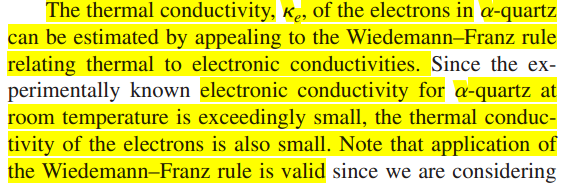 The thermal conductivity, κe, of the electrons in α-quartz
can be estimated by appealing to the Wiedemann–Franz rule
relating thermal to electronic conductivities. Since the ex-
perimentally known electronic conductivity for α-quartz at
room temperature is exceedingly small, the thermal conduc-
tivity of the electrons is also small. Note that application of
the Wiedemann–Franz rule is valid since we are considering